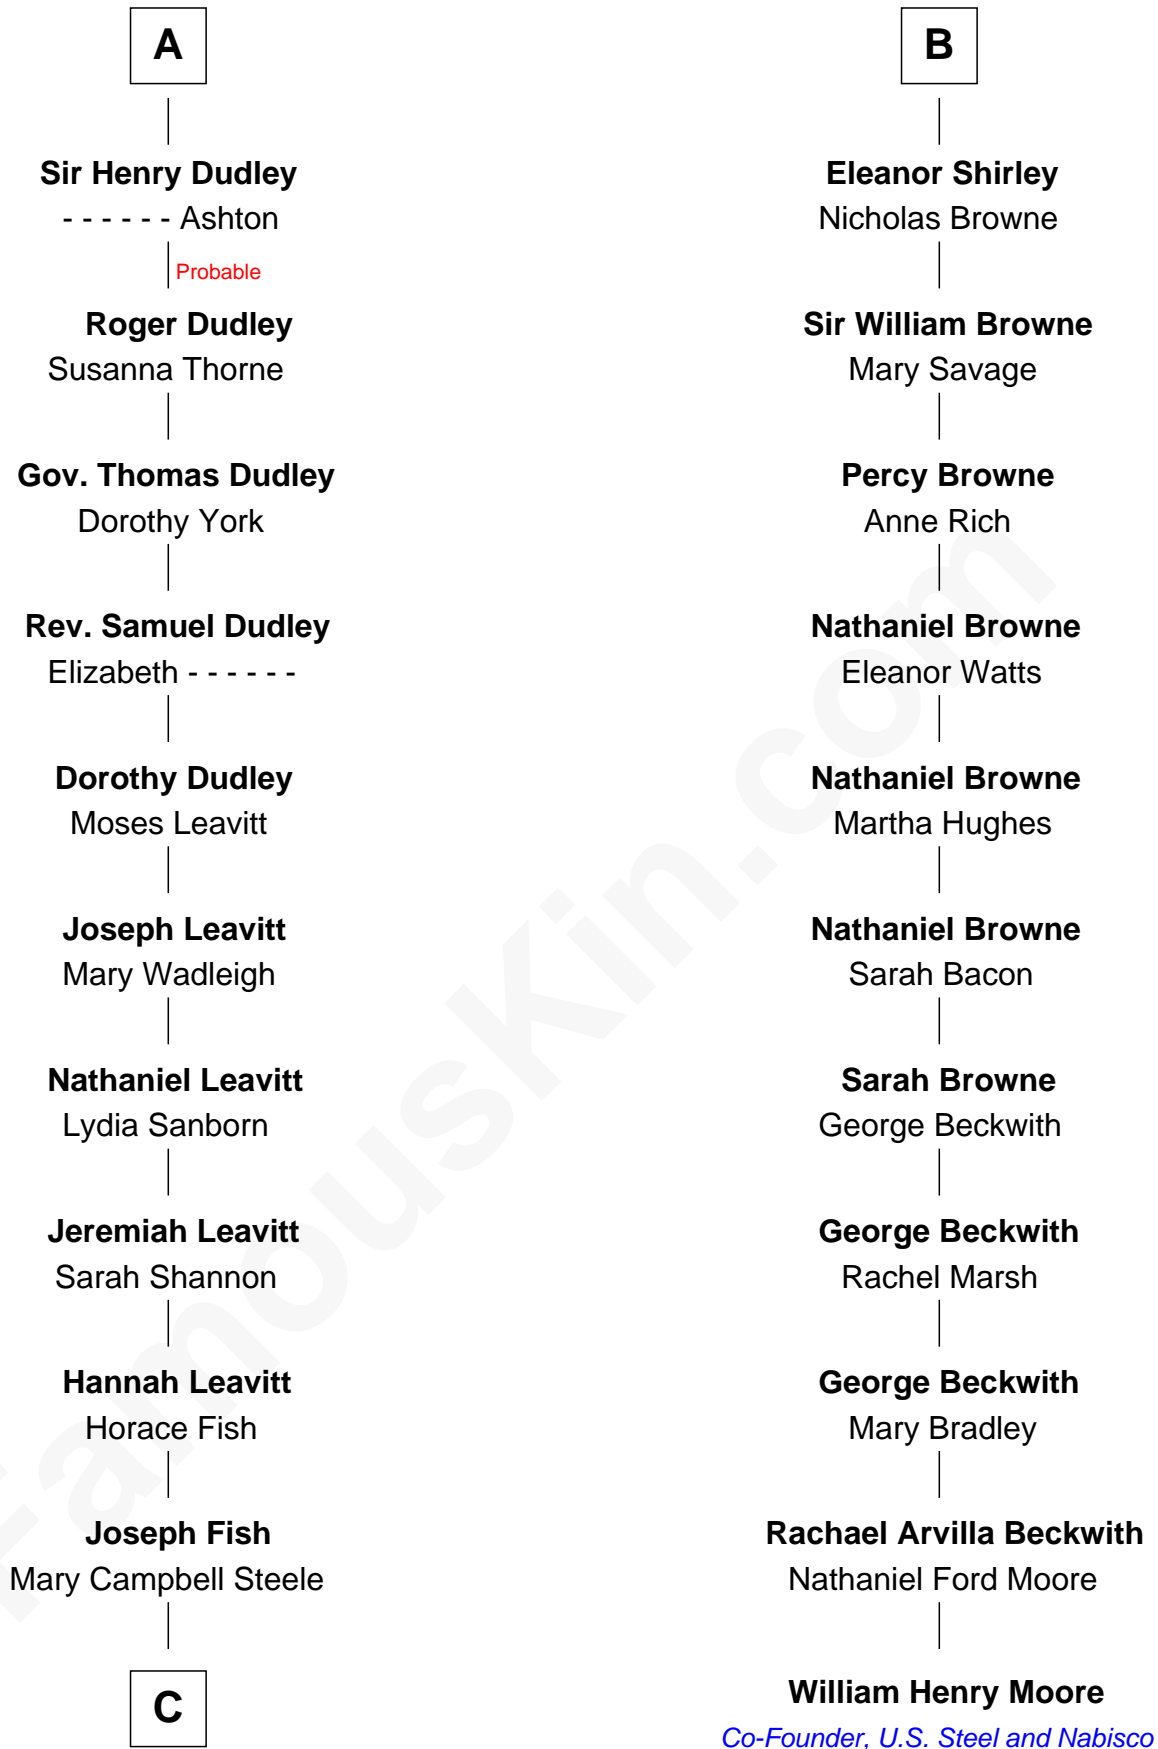 A
Sir Henry Dudley
- - - - - - Ashton
Probable
Roger Dudley
Susanna Thorne
Gov. Thomas Dudley
Dorothy York
Rev. Samuel Dudley
Elizabeth - - - - - -
Dorothy Dudley
Moses Leavitt
Joseph Leavitt
Mary Wadleigh
Nathaniel Leavitt
Lydia Sanborn
Jeremiah Leavitt
Sarah Shannon
Hannah Leavitt
Horace Fish
Joseph Fish
Mary Campbell Steele
C
B
Eleanor Shirley
Nicholas Browne
Sir William Browne
Mary Savage
Percy Browne
Anne Rich
Nathaniel Browne
Eleanor Watts
Nathaniel Browne
Martha Hughes
Nathaniel Browne
Sarah Bacon
Sarah Browne
George Beckwith
George Beckwith
Rachel Marsh
George Beckwith
Mary Bradley
Rachael Arvilla Beckwith
Nathaniel Ford Moore
William Henry Moore
Co-Founder, U.S. Steel and Nabisco
FamousKin.com